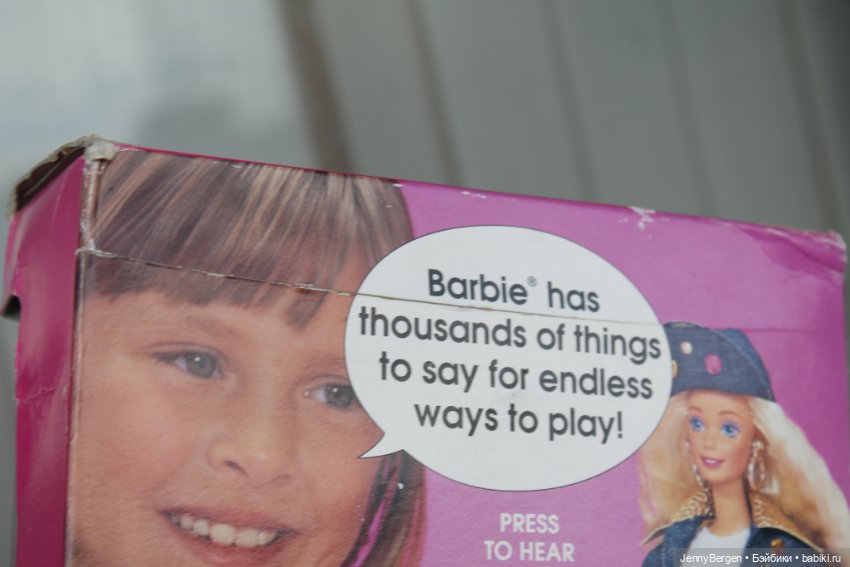 Barbie® has
thousands of things
to say for endless
ways to play!
PRESS
TO HEAR
JennyBergen • Бэйбики • babiki.ru